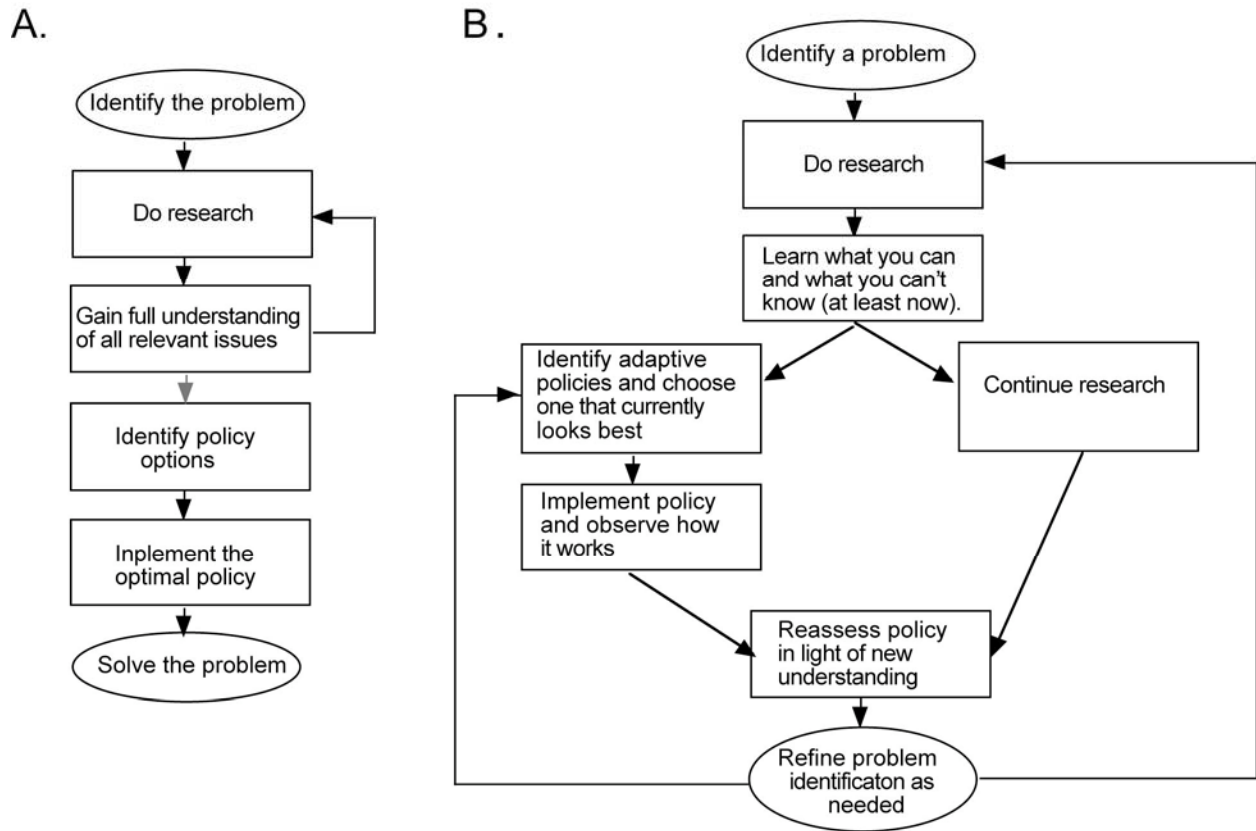 A.
Identify the problem
Do research
Gain full understanding
of all relevant issues
Identify policy
options
Inplement the
optimal policy
Solve the problem
B.
Identify a problem
Do research
Learn what you can
and what you can't
know (at least now).
Identify adaptive
policies and choose
one that currently
looks best
Continue research
Implement policy
and observe how
it works
Reassess policy
in light of new
understanding
Refine problem
identificaton as
needed